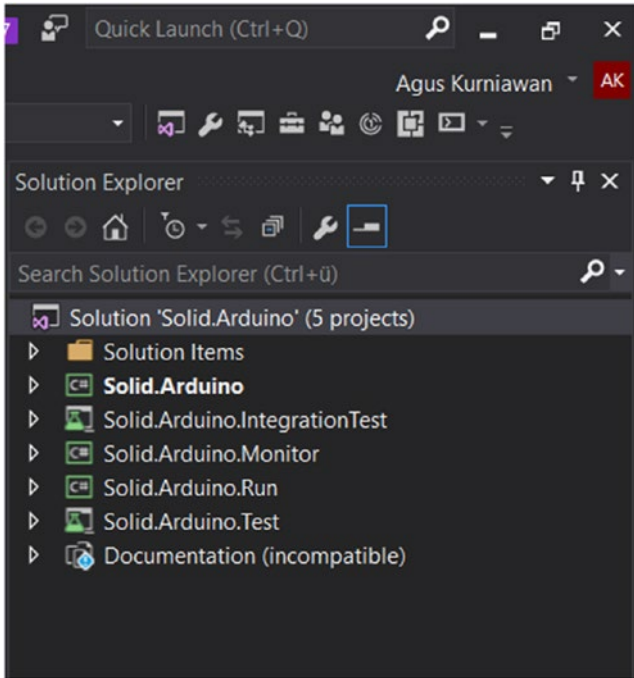 7 Quick Launch (Ctrl+Q)
Agus Kurniawan AK
Solution Explorer
Search Solution Explorer (Ctrl+ü)
Solution 'Solid.Arduino' (5 projects)
Solution Items
C# Solid.Arduino
Solid.Arduino.IntegrationTest
C# Solid.Arduino.Monitor
C# Solid.Arduino.Run
Solid.Arduino.Test
Documentation (incompatible)